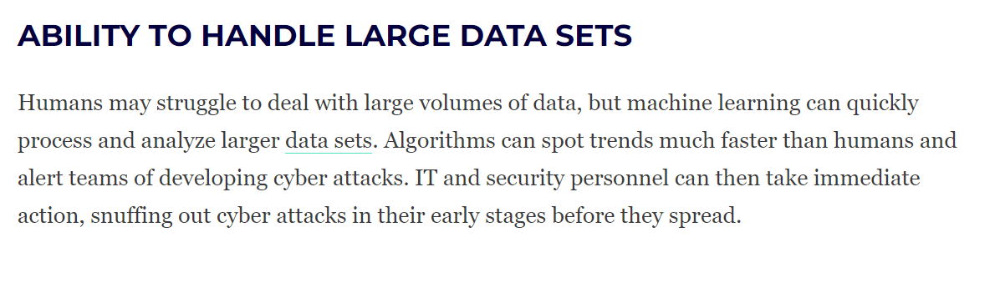 ABILITY TO HANDLE LARGE DATA SETS
Humans may struggle to deal with large volumes of data, but machine learning can quickly
process and analyze larger data sets. Algorithms can spot trends much faster than humans and
alert teams of developing cyber attacks. IT and security personnel can then take immediate
action, snuffing out cyber attacks in their early stages before they spread.